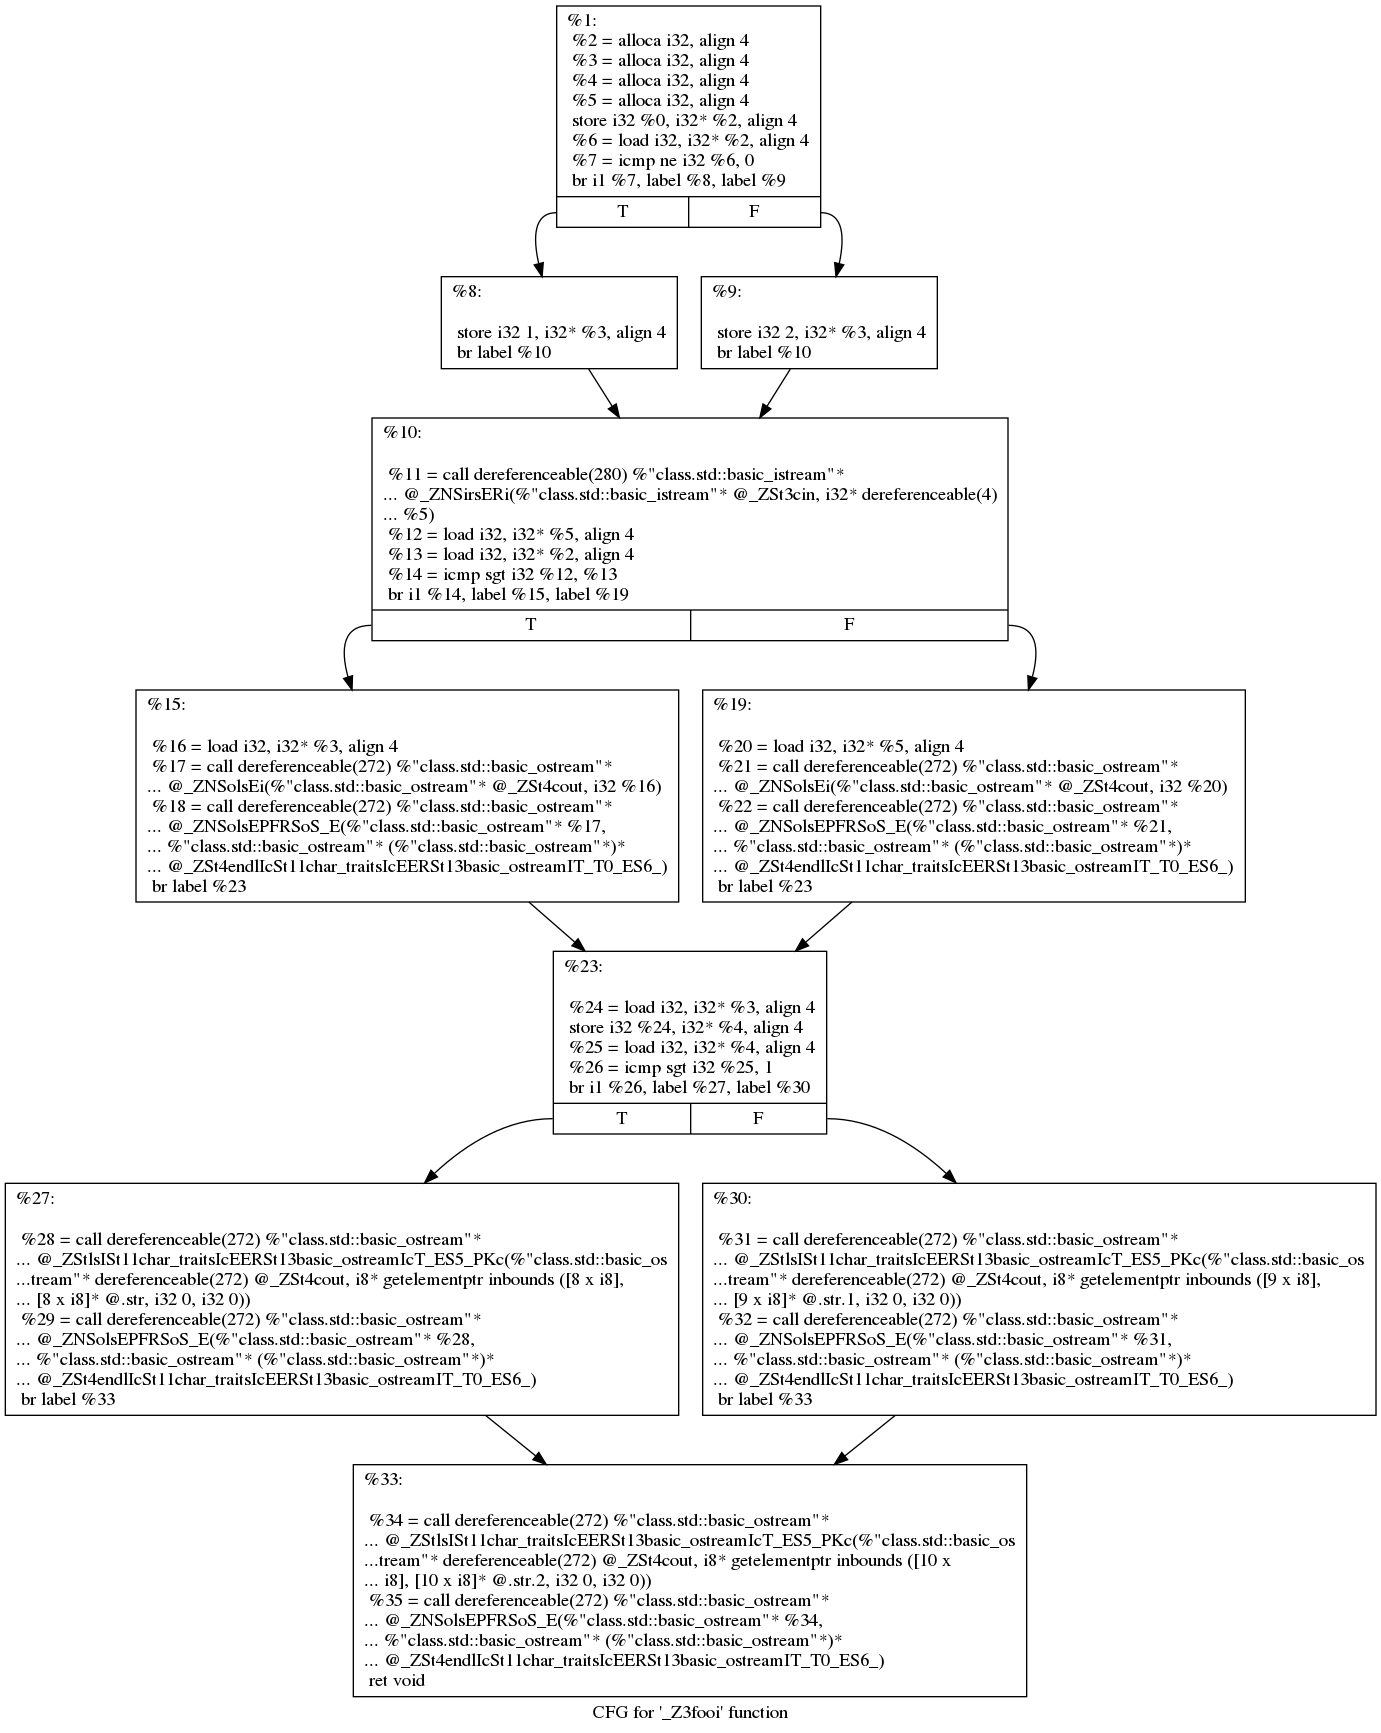 %1:
%2 = alloca i32, align 4
%3 = alloca i32, align 4
%4 = alloca i32, align 4
%5 = alloca i32, align 4
store i32 %0, i32* %2, align 4
%6 = load i32, i32* %2, align 4
%7 = icmp ne i32 %6, 0
br i1 %7, label %8, label %9
T F
%8:
store i32 1, i32* %3, align 4
br label %10
%9:
store i32 2, i32* %3, align 4
br label %10
%10:
%11 = call dereferenceable(280) %"class.std::basic_istream"*
... @_ZNSirsERi(%"class.std::basic_istream"* @_ZSt3cin, i32* dereferenceable(4)
... %5)
%12 = load i32, i32* %5, align 4
%13 = load i32, i32* %2, align 4
%14 = icmp sgt i32 %12, %13
br i1 %14, label %15, label %19
T F
%15:
%16 = load i32, i32* %3, align 4
%17 = call dereferenceable(272) %"class.std::basic_ostream"*
... @_ZNSolsEi(%"class.std::basic_ostream"* @_ZSt4cout, i32 %16)
%18 = call dereferenceable(272) %"class.std::basic_ostream"*
... @_ZNSolsEPFRSoS_E(%"class.std::basic_ostream"* %17,
... %"class.std::basic_ostream"* (%"class.std::basic_ostream"*)*
... @_ZSt4endlIcSt11char_traitsIcEERSt13basic_ostreamIT_T0_ES6_)
br label %23
%19:
%20 = load i32, i32* %5, align 4
%21 = call dereferenceable(272) %"class.std::basic_ostream"*
... @_ZNSolsEi(%"class.std::basic_ostream"* @_ZSt4cout, i32 %20)
%22 = call dereferenceable(272) %"class.std::basic_ostream"*
... @_ZNSolsEPFRSoS_E(%"class.std::basic_ostream"* %21,
... %"class.std::basic_ostream"* (%"class.std::basic_ostream"*)*
... @_ZSt4endlIcSt11char_traitsIcEERSt13basic_ostreamIT_T0_ES6_)
br label %23
%23:
%24 = load i32, i32* %3, align 4
store i32 %24, i32* %4, align 4
%25 = load i32, i32* %4, align 4
%26 = icmp sgt i32 %25, 1
br i1 %26, label %27, label %30
T F
%27:
%28 = call dereferenceable(272) %"class.std::basic_ostream"*
... @_ZStlsISt11char_traitsIcEERSt13basic_ostreamIcT_ES5_PKc(%"class.std::basic_os
...tream"* dereferenceable(272) @_ZSt4cout, i8* getelementptr inbounds ([8 x i8],
... [8 x i8]* @.str, i32 0, i32 0))
%29 = call dereferenceable(272) %"class.std::basic_ostream"*
... @_ZNSolsEPFRSoS_E(%"class.std::basic_ostream"* %28,
... %"class.std::basic_ostream"* (%"class.std::basic_ostream"*)*
... @_ZSt4endlIcSt11char_traitsIcEERSt13basic_ostreamIT_T0_ES6_)
br label %33
%30:
%31 = call dereferenceable(272) %"class.std::basic_ostream"*
... @_ZStlsISt11char_traitsIcEERSt13basic_ostreamIcT_ES5_PKc(%"class.std::basic_os
...tream"* dereferenceable(272) @_ZSt4cout, i8* getelementptr inbounds ([9 x i8],
... [9 x i8]* @.str.1, i32 0, i32 0))
%32 = call dereferenceable(272) %"class.std::basic_ostream"*
... @_ZNSolsEPFRSoS_E(%"class.std::basic_ostream"* %31,
... %"class.std::basic_ostream"* (%"class.std::basic_ostream"*)*
... @_ZSt4endlIcSt11char_traitsIcEERSt13basic_ostreamIT_T0_ES6_)
br label %33
%33:
%34 = call dereferenceable(272) %"class.std::basic_ostream"*
... @_ZStlsISt11char_traitsIcEERSt13basic_ostreamIcT_ES5_PKc(%"class.std::basic_os
...tream"* dereferenceable(272) @_ZSt4cout, i8* getelementptr inbounds ([10 x
... i8], [10 x i8]* @.str.2, i32 0, i32 0))
%35 = call dereferenceable(272) %"class.std::basic_ostream"*
... @_ZNSolsEPFRSoS_E(%"class.std::basic_ostream"* %34,
... %"class.std::basic_ostream"* (%"class.std::basic_ostream"*)*
... @_ZSt4endlIcSt11char_traitsIcEERSt13basic_ostreamIT_T0_ES6_)
ret void
CFG for '_Z3fooi' function